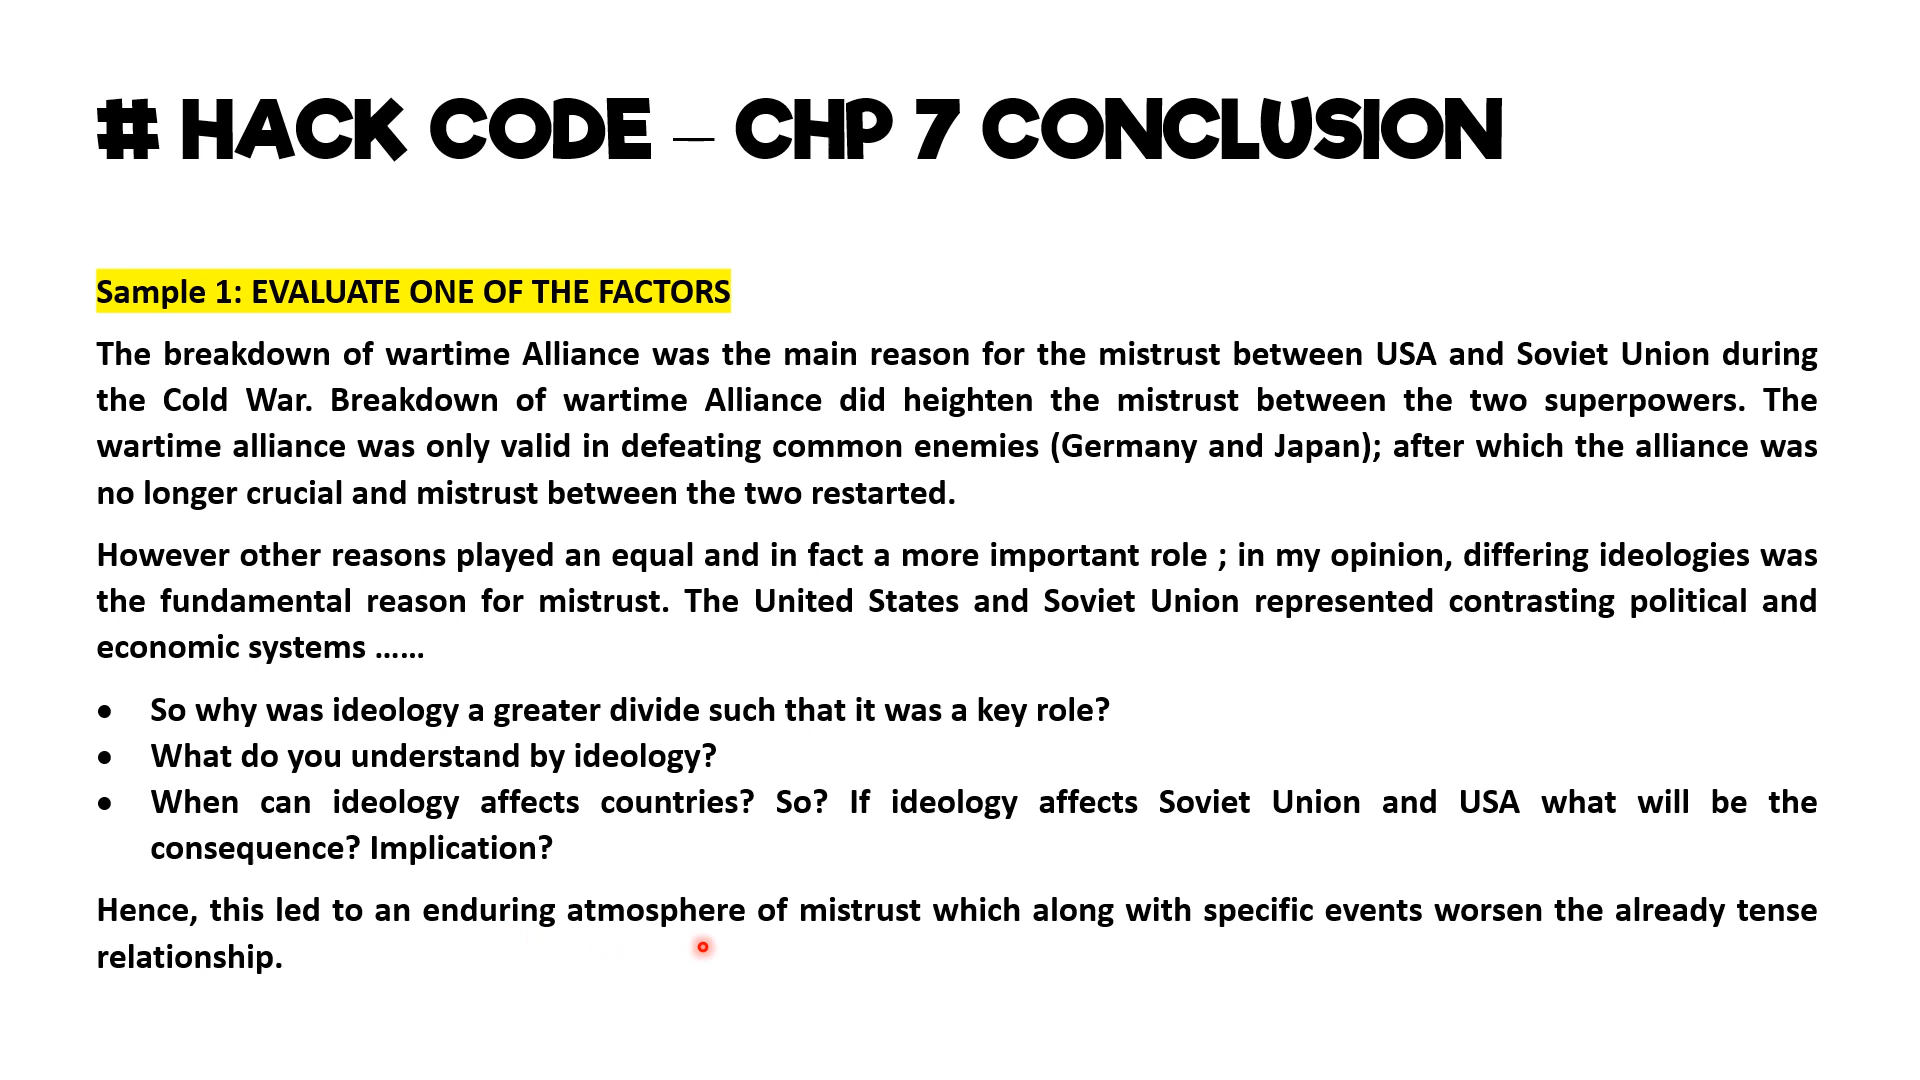 # HACK CODE – CHP 7 CONCLUSION
Sample 1: EVALUATE ONE OF THE FACTORS
The breakdown of wartime Alliance was the main reason for the mistrust between USA and Soviet Union during
the Cold War. Breakdown of wartime Alliance did heighten the mistrust between the two superpowers. The
wartime alliance was only valid in defeating common enemies (Germany and Japan); after which the alliance was
no longer crucial and mistrust between the two restarted.
However other reasons played an equal and in fact a more important role ; in my opinion, differing ideologies was
the fundamental reason for mistrust. The United States and Soviet Union represented contrasting political and
economic systems ……
• So why was ideology a greater divide such that it was a key role?
• What do you understand by ideology?
• When can ideology affects countries? So? If ideology affects Soviet Union and USA what will be the
consequence? Implication?
Hence, this led to an enduring atmosphere of mistrust which along with specific events worsen the already tense
relationship.